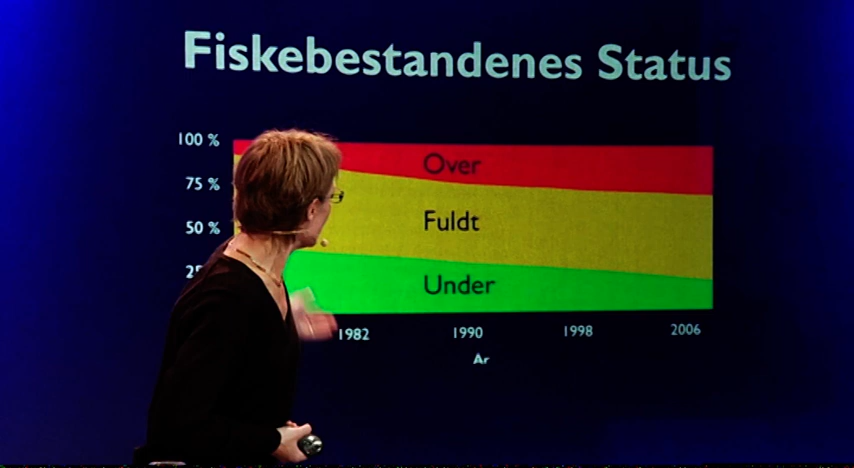 Fiskebestandenes Status
100 %
Over
75 %
Fuldt
50 %
Under
1982 1990 1998 2006
År